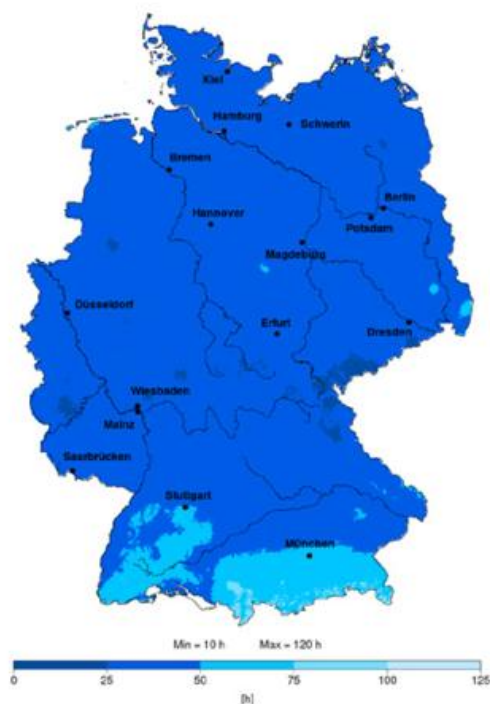 Kiel
Hamburg
Schwerin
Bremen
Berlin
Hannover
Potsdam
Magdeburg
Düsseldorf
Erfurt
Dresden
Wiesbaden
Mainz
Saarbrücken
Stuttgart
München
Min = 10 h Max = 120 h
0 25 50 75 100 125
[h]